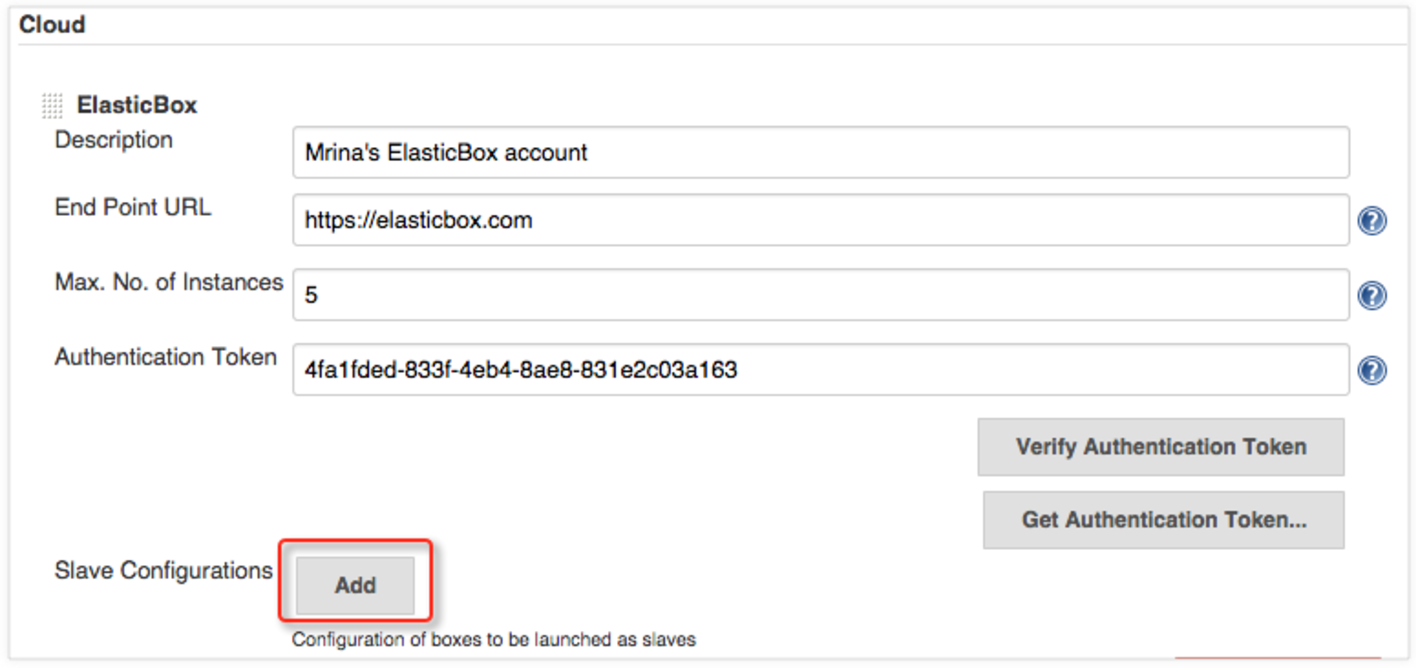 Cloud
ElasticBox
Description
Mrina's ElasticBox account
End Point URL
https://elasticbox.com
?
Max. No. of Instances
5
?
Authentication Token
4fa1fded-833f-4eb4-8ae8-831e2c03a163
?
Verify Authentication Token
Get Authentication Token...
Slave Configurations
Add
Configuration of boxes to be launched as slaves